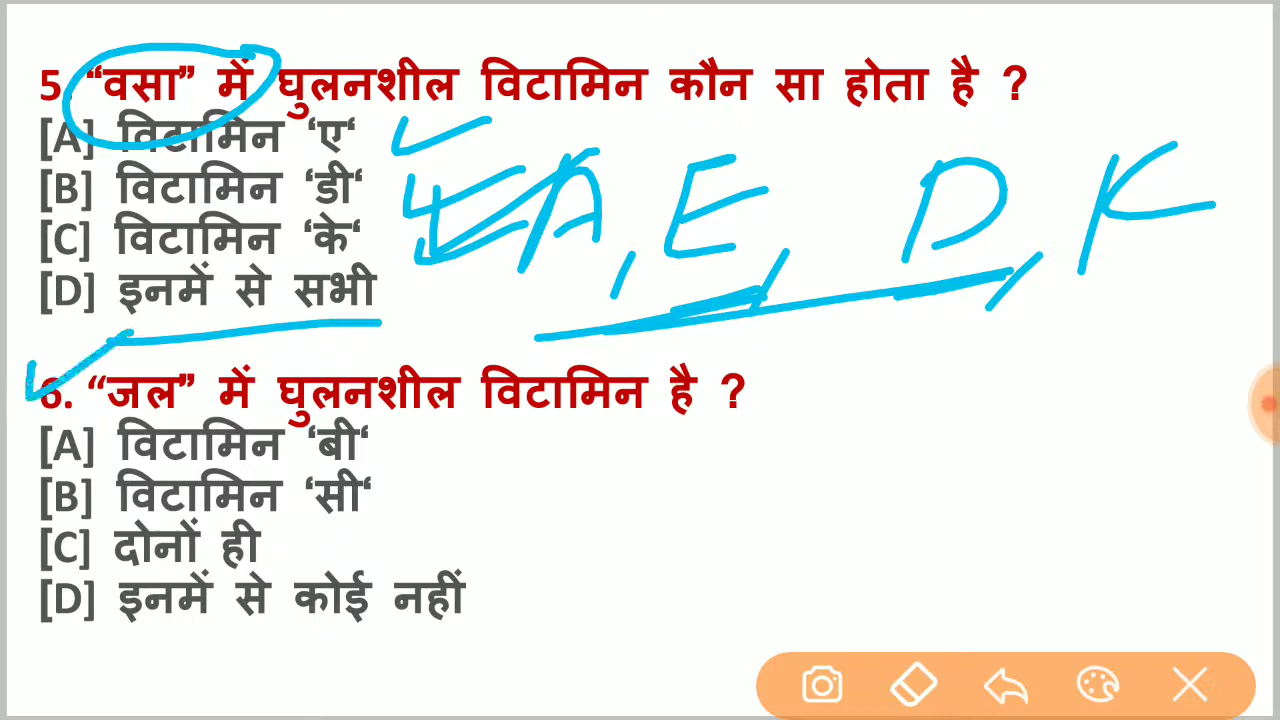 5. “वसा” में घुलनशील विटामिन कौन सा होता है ?
[A] विटामिन ‘ए‘
[B] विटामिन ‘डी‘
[C] विटामिन ‘के‘
[D] इनमें से सभी
A, E, D, K
6. “जल” में घुलनशील विटामिन है ?
[A] विटामिन ‘बी‘
[B] विटामिन ‘सी‘
[C] दोनों ही
[D] इनमें से कोई नहीं